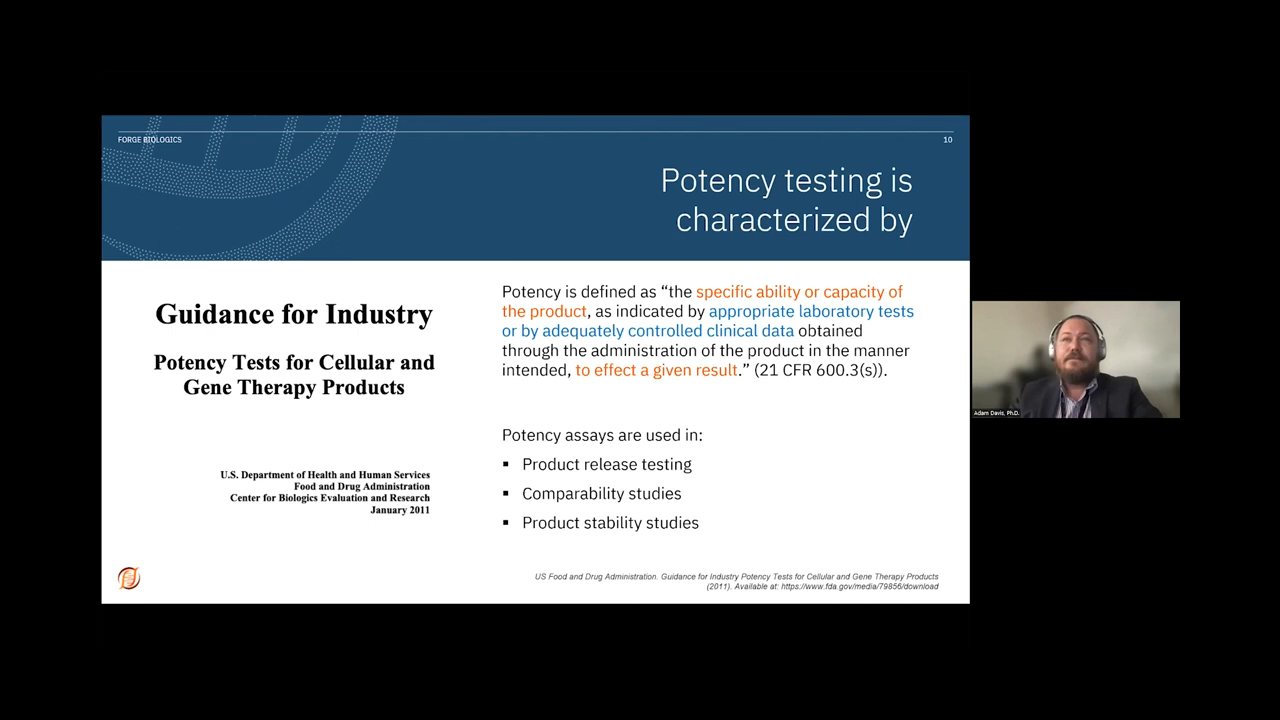 FORGE BIOLOGICS
10
Potency testing is
characterized by
Guidance for Industry
Potency Tests for Cellular and
Gene Therapy Products
U.S. Department of Health and Human Services
Food and Drug Administration
Center for Biologics Evaluation and Research
January 2011
Potency is defined as “the specific ability or capacity of
the product, as indicated by appropriate laboratory tests
or by adequately controlled clinical data obtained
through the administration of the product in the manner
intended, to effect a given result.” (21 CFR 600.3(s)).
Potency assays are used in:
▪ Product release testing
▪ Comparability studies
▪ Product stability studies
US Food and Drug Administration. Guidance for Industry Potency Tests for Cellular and Gene Therapy Products
(2011). Available at: https://www.fda.gov/media/79856/download
Adam Davis, Ph.D.